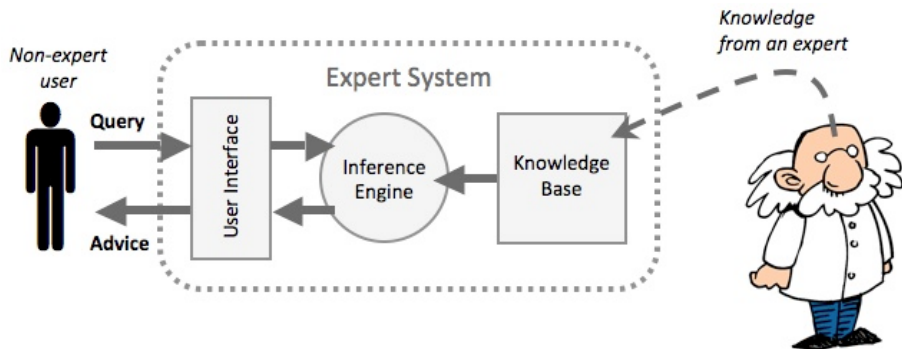 Non-expert
user
Query
Advice
Expert System
User Interface
Inference
Engine
Knowledge
Base
Knowledge
from an expert